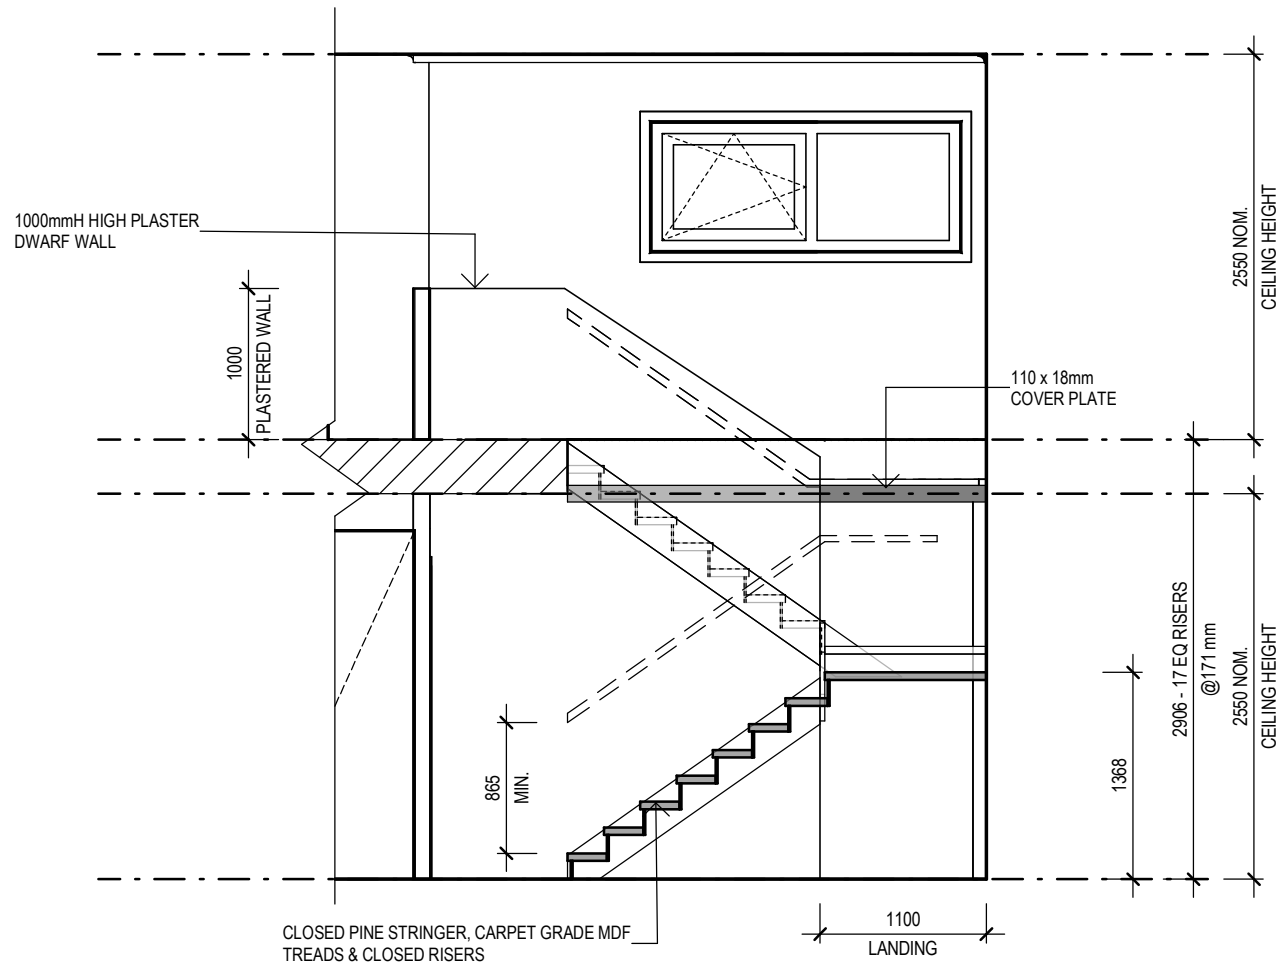 1000mmH HIGH PLASTER
DWARF WALL
1000
PLASTERED WALL
2550 NOM.
CEILING HEIGHT
110 x 18mm
COVER PLATE
865
MIN.
1368
2906 - 17 EQ RISERS
@171 mm
2550 NOM.
CEILING HEIGHT
1100
LANDING
CLOSED PINE STRINGER, CARPET GRADE MDF
TREADS & CLOSED RISERS